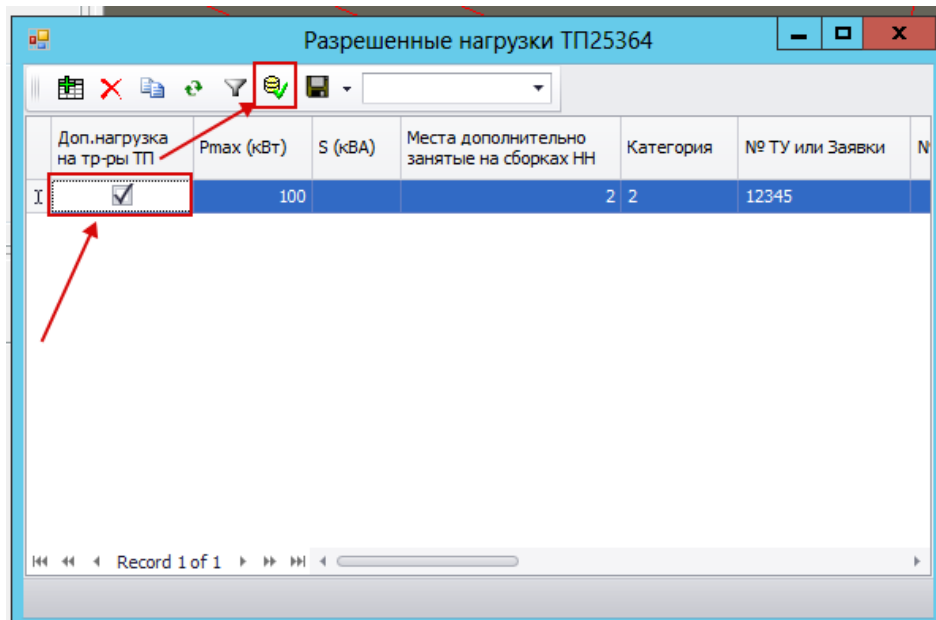 Разрешенные нагрузки ТП25364
Доп.нагрузка
на тр-ры ТП
Pmax (кВт)
S (кВА)
Места дополнительно
занятые на сборках НН
Категория
№ ТУ или Заявки
100
2
2
12345
Record 1 of 1